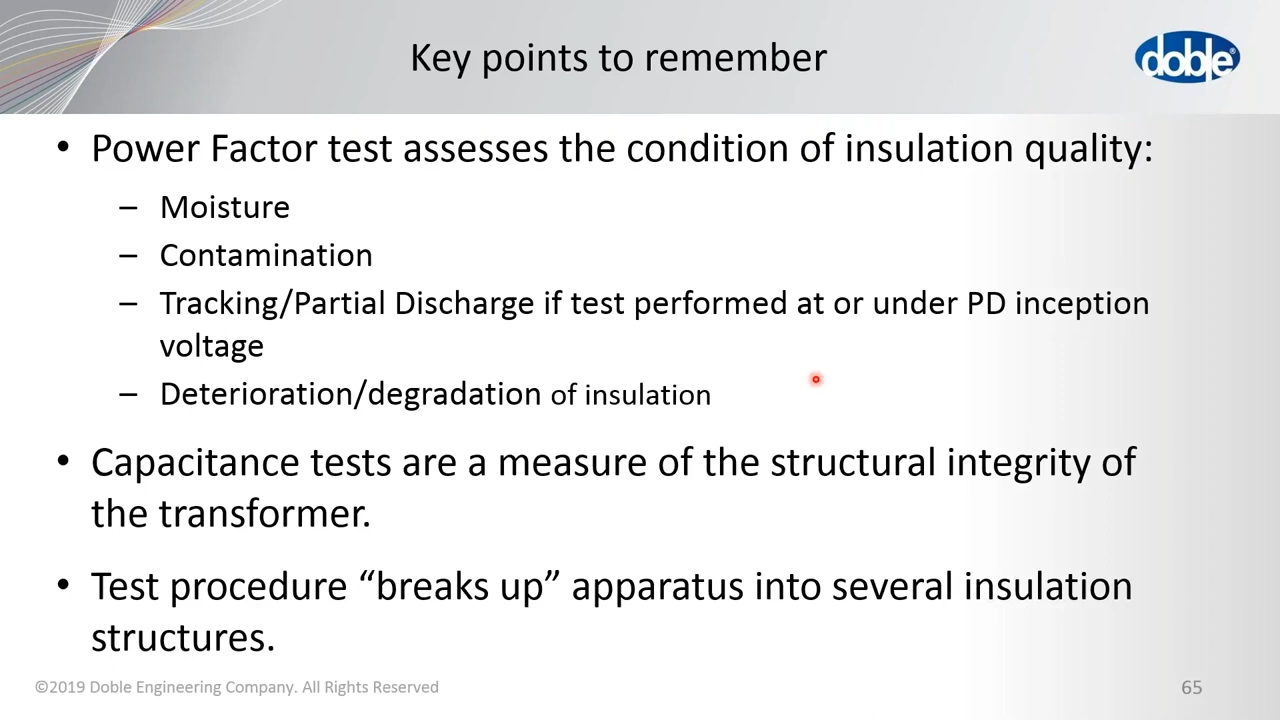 Key points to remember
doble®
• Power Factor test assesses the condition of insulation quality:
– Moisture
– Contamination
– Tracking/Partial Discharge if test performed at or under PD inception
voltage
– Deterioration/degradation of insulation
• Capacitance tests are a measure of the structural integrity of
the transformer.
• Test procedure “breaks up” apparatus into several insulation
structures.
©2019 Doble Engineering Company. All Rights Reserved
65